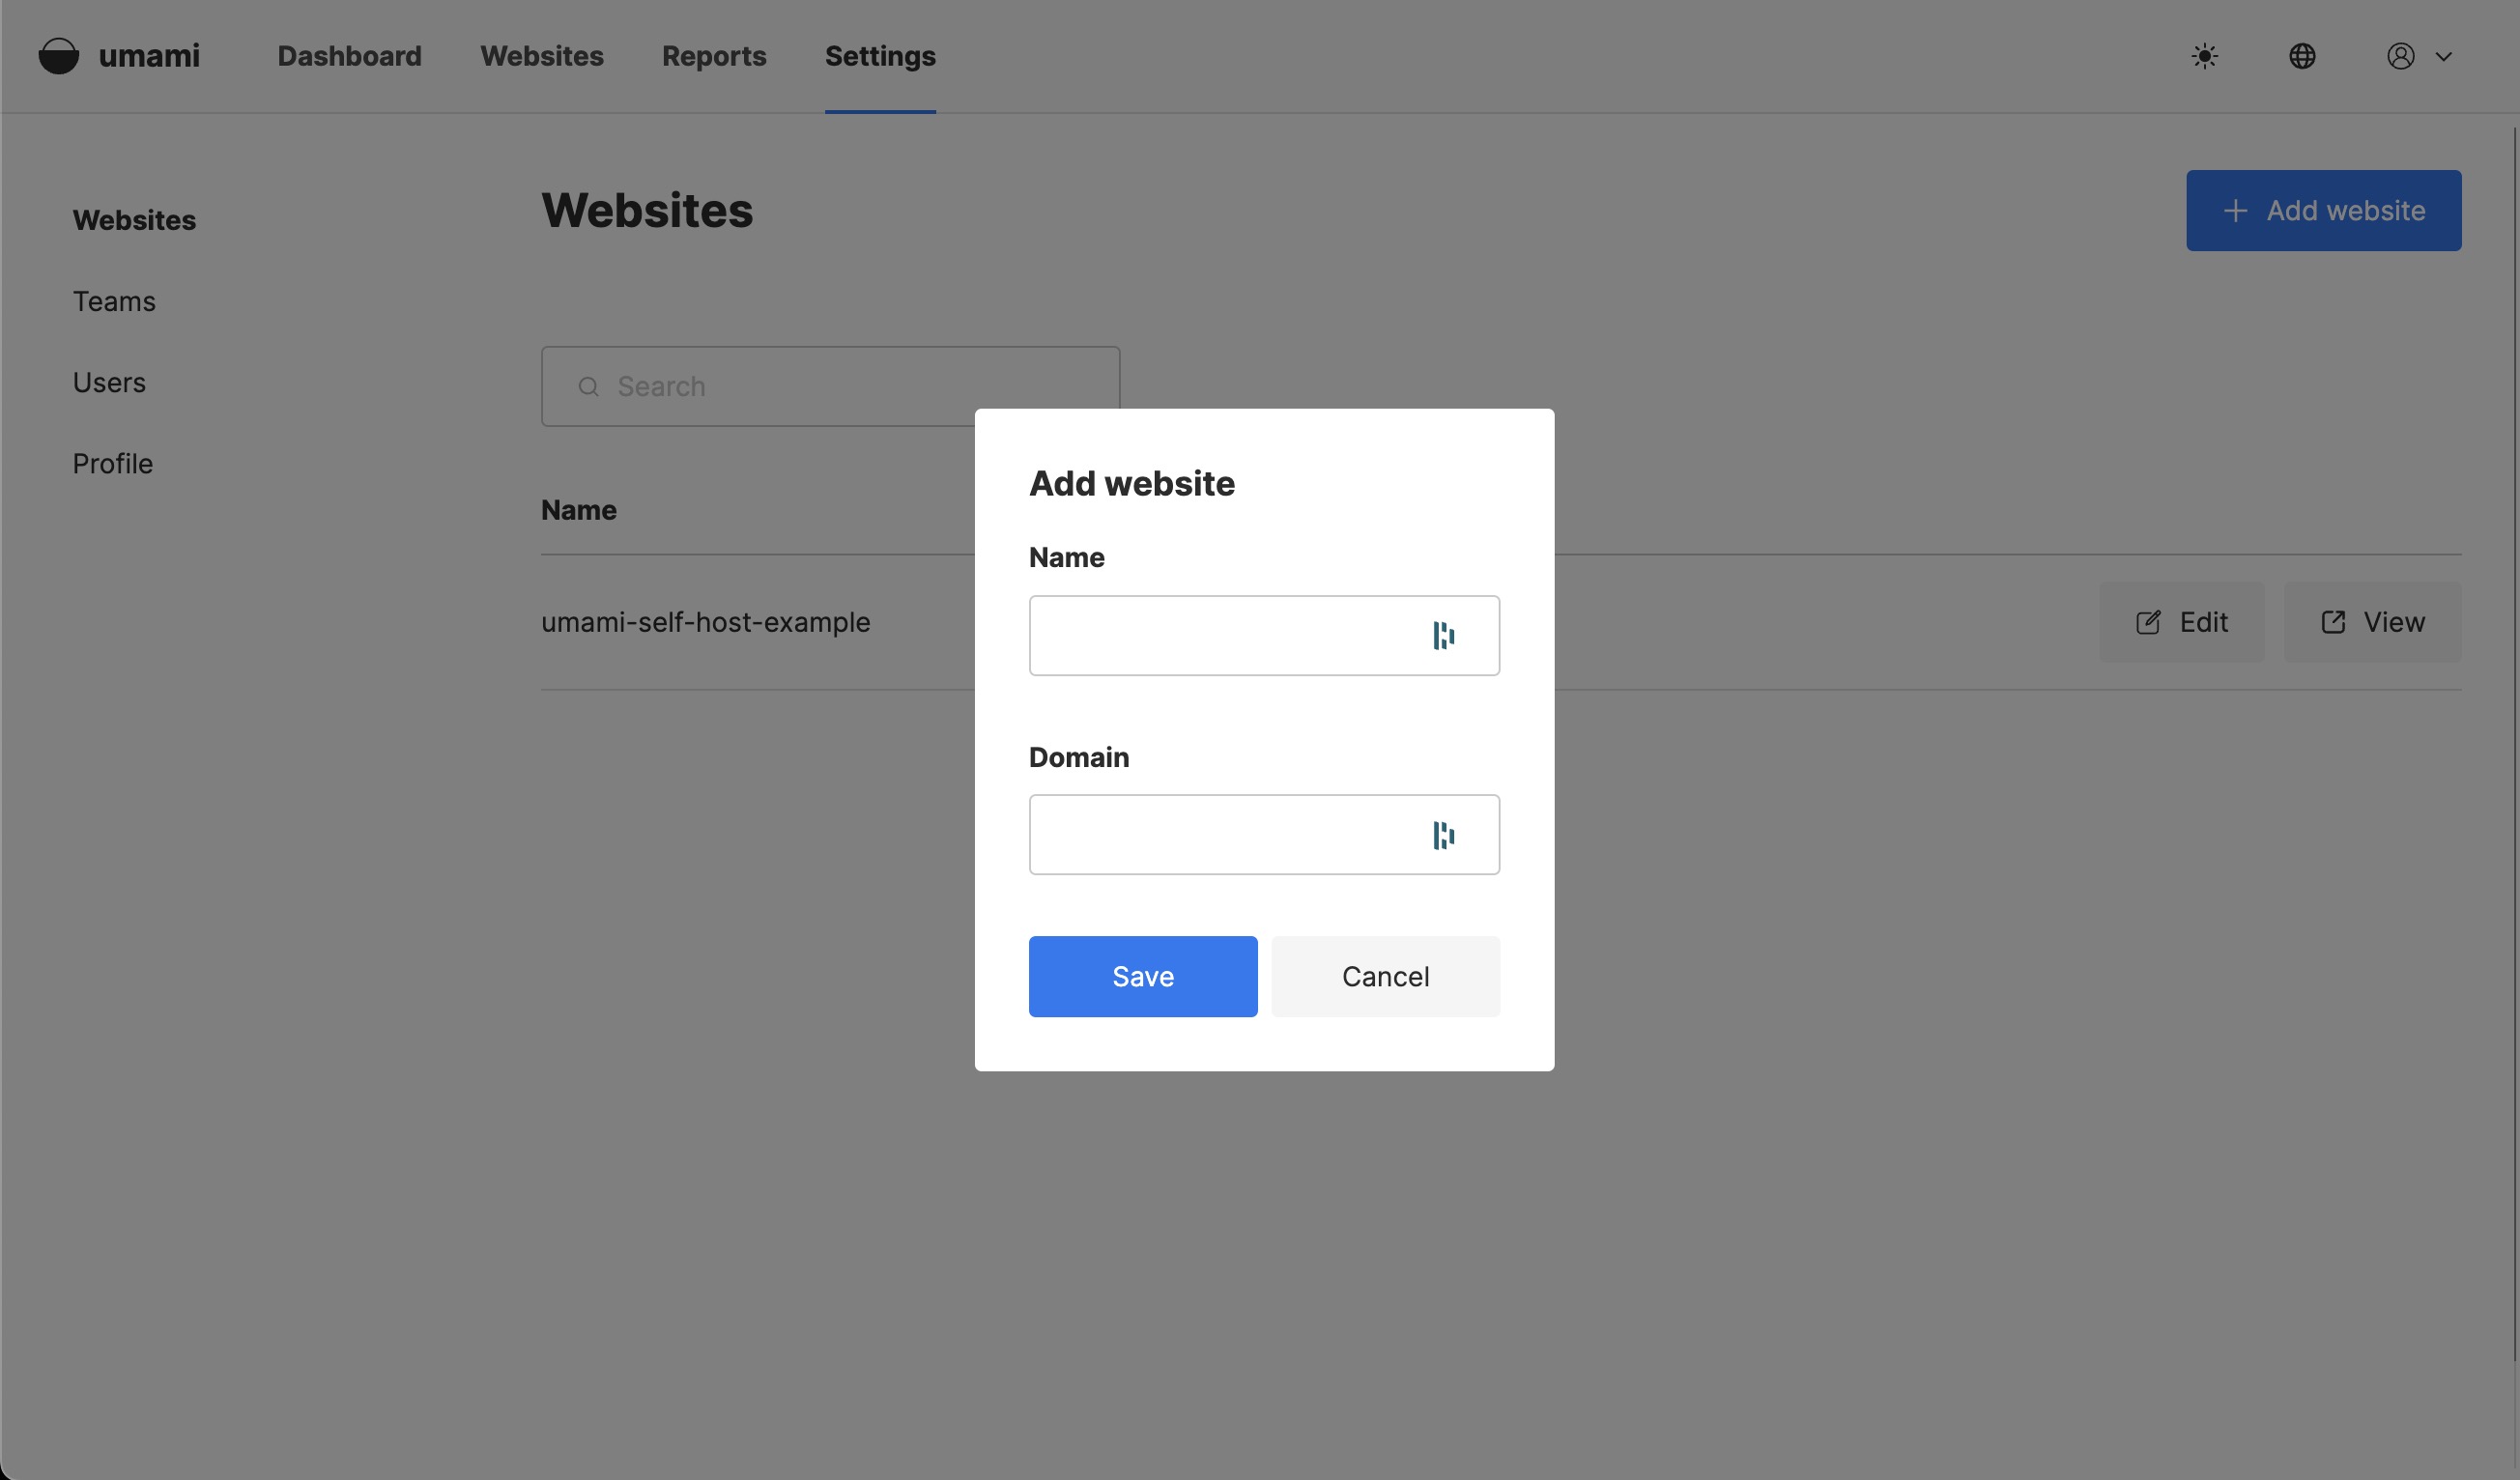 umami
Dashboard
Websites
Reports
Settings
Websites
Teams
Users
Profile
Websites
Add website
Search
Name
umami-self-host-example
Edit
View
Add website
Name
Domain
Save
Cancel